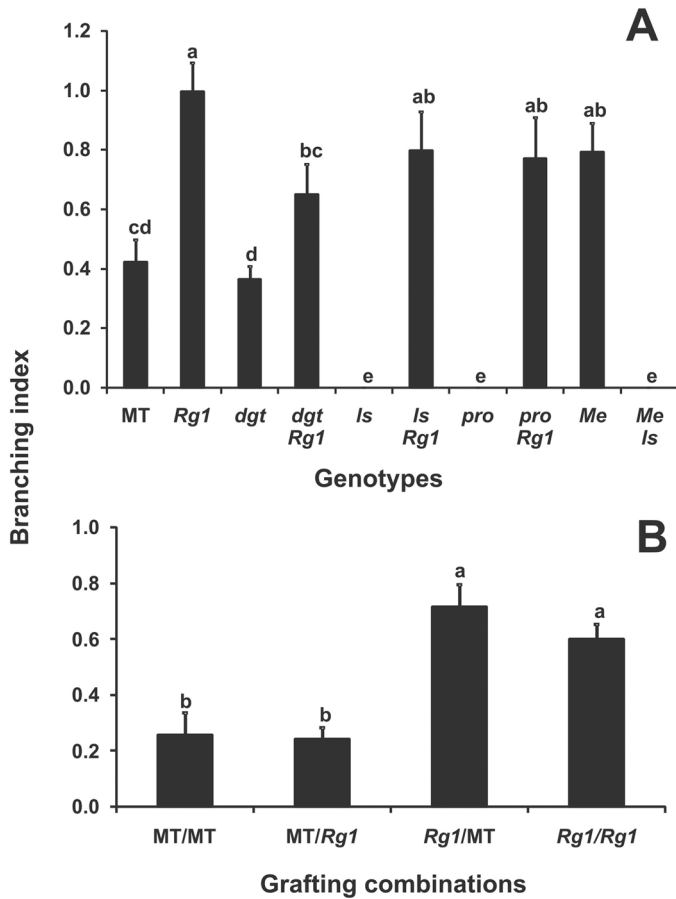 A
1.2
1.0
0.8
0.6
0.4
0.2
0.0
cd
a
d
bc
e
ab
e
ab
ab
e
MT Rg1 dgt dgt ls ls pro pro Me Me
Rg1 Rg1 Rg1 ls
Genotypes
Branching index
B
1.0
0.8
0.6
0.4
0.2
0.0
b
b
a
a
MT/MT MT/Rg1 Rg1/MT Rg1/Rg1
Grafting combinations